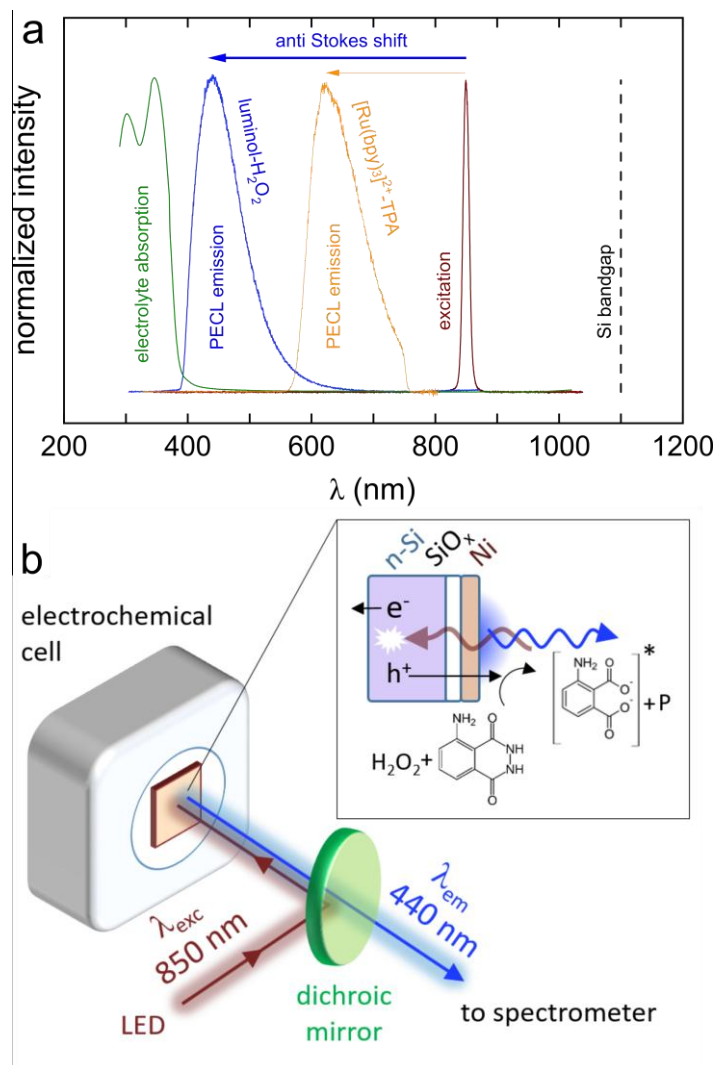 a
anti Stokes shift
normalized intensity
electrolyte absorption
PECL emission
luminol-H₂O₂
PECL emission
[Ru(bpy)₃]²⁺-TPA
excitation
Si bandgap
200 400 600 800 1000 1200
λ (nm)
b
electrochemical
cell
n-Si SiOₓ Ni
e⁻
h⁺
H₂O₂+
NH₂
O
NH
NH
O
NH₂
O
O⁻
O⁻
O
*
+ P
λexc
850 nm
λem
440 nm
LED
dichroic
mirror
to spectrometer